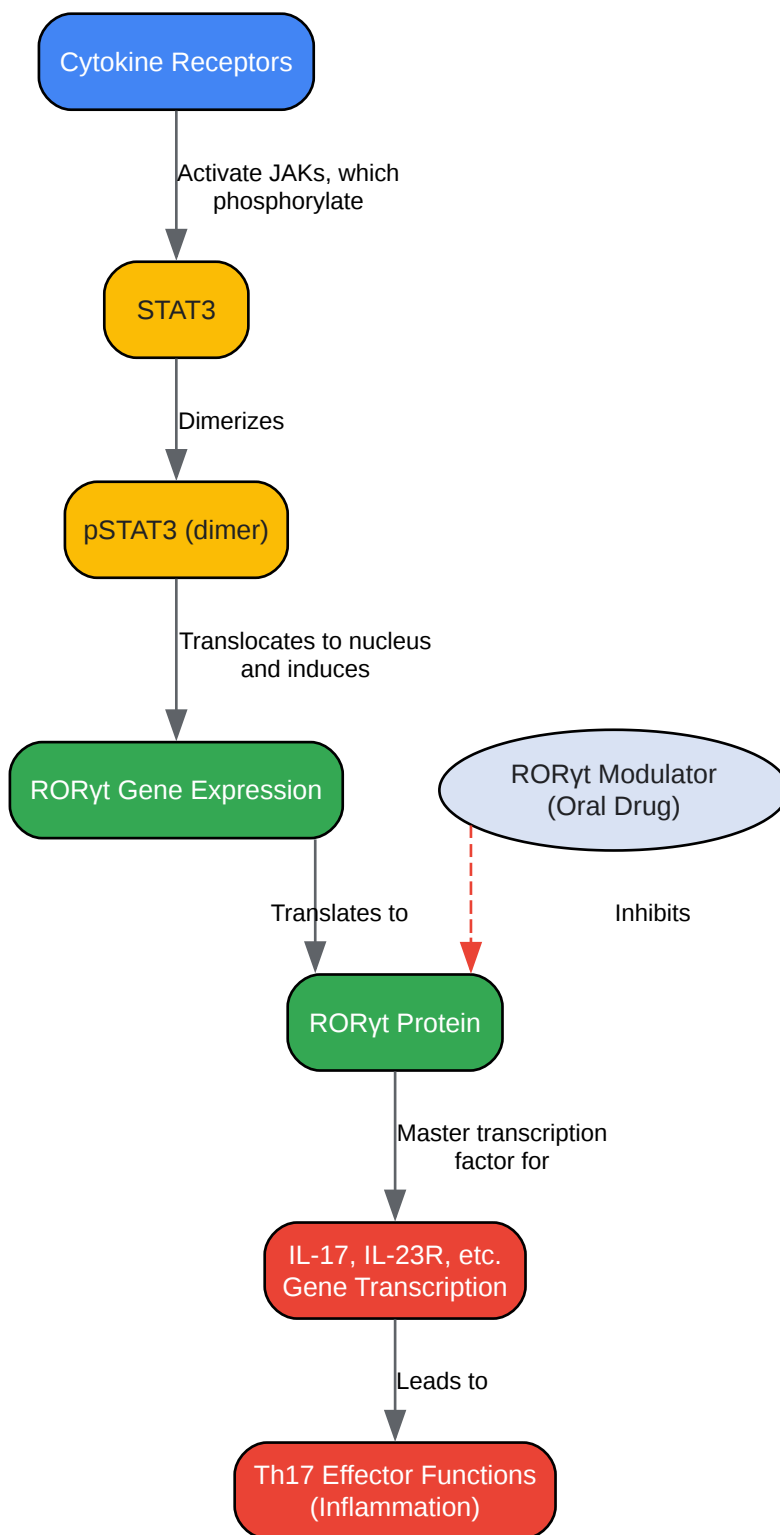 Cytokine Receptors
Activate JAKs, which
phosphorylate
STAT3
Dimerizes
pSTAT3 (dimer)
Translocates to nucleus
and induces
RORγt Gene Expression
RORγt Modulator
(Oral Drug)
Translates to
Inhibits
RORγt Protein
Master transcription
factor for
IL-17, IL-23R, etc.
Gene Transcription
Leads to
Th17 Effector Functions
(Inflammation)